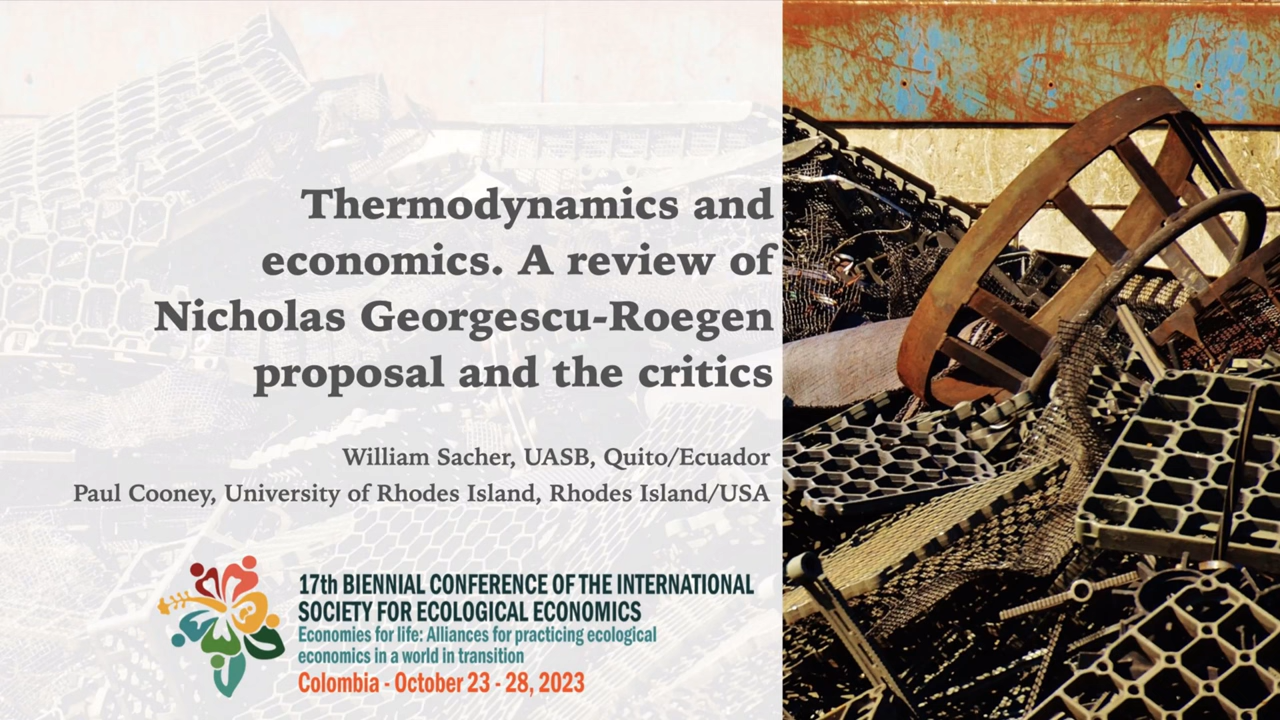 Thermodynamics and
economics. A review of
Nicholas Georgescu-Roegen
proposal and the critics
William Sacher, UASB, Quito/Ecuador
Paul Cooney, University of Rhodes Island, Rhodes Island/USA
17th BIENNIAL CONFERENCE OF THE INTERNATIONAL
SOCIETY FOR ECOLOGICAL ECONOMICS
Economies for life: Alliances for practicing ecological
economics in a world in transition
Colombia - October 23 - 28, 2023